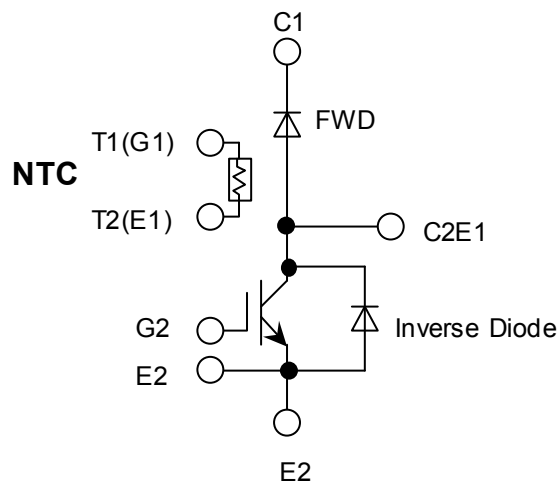 C1
FWD
T1(G1)
NTC
T2(E1)
C2E1
G2
Inverse Diode
E2
E2